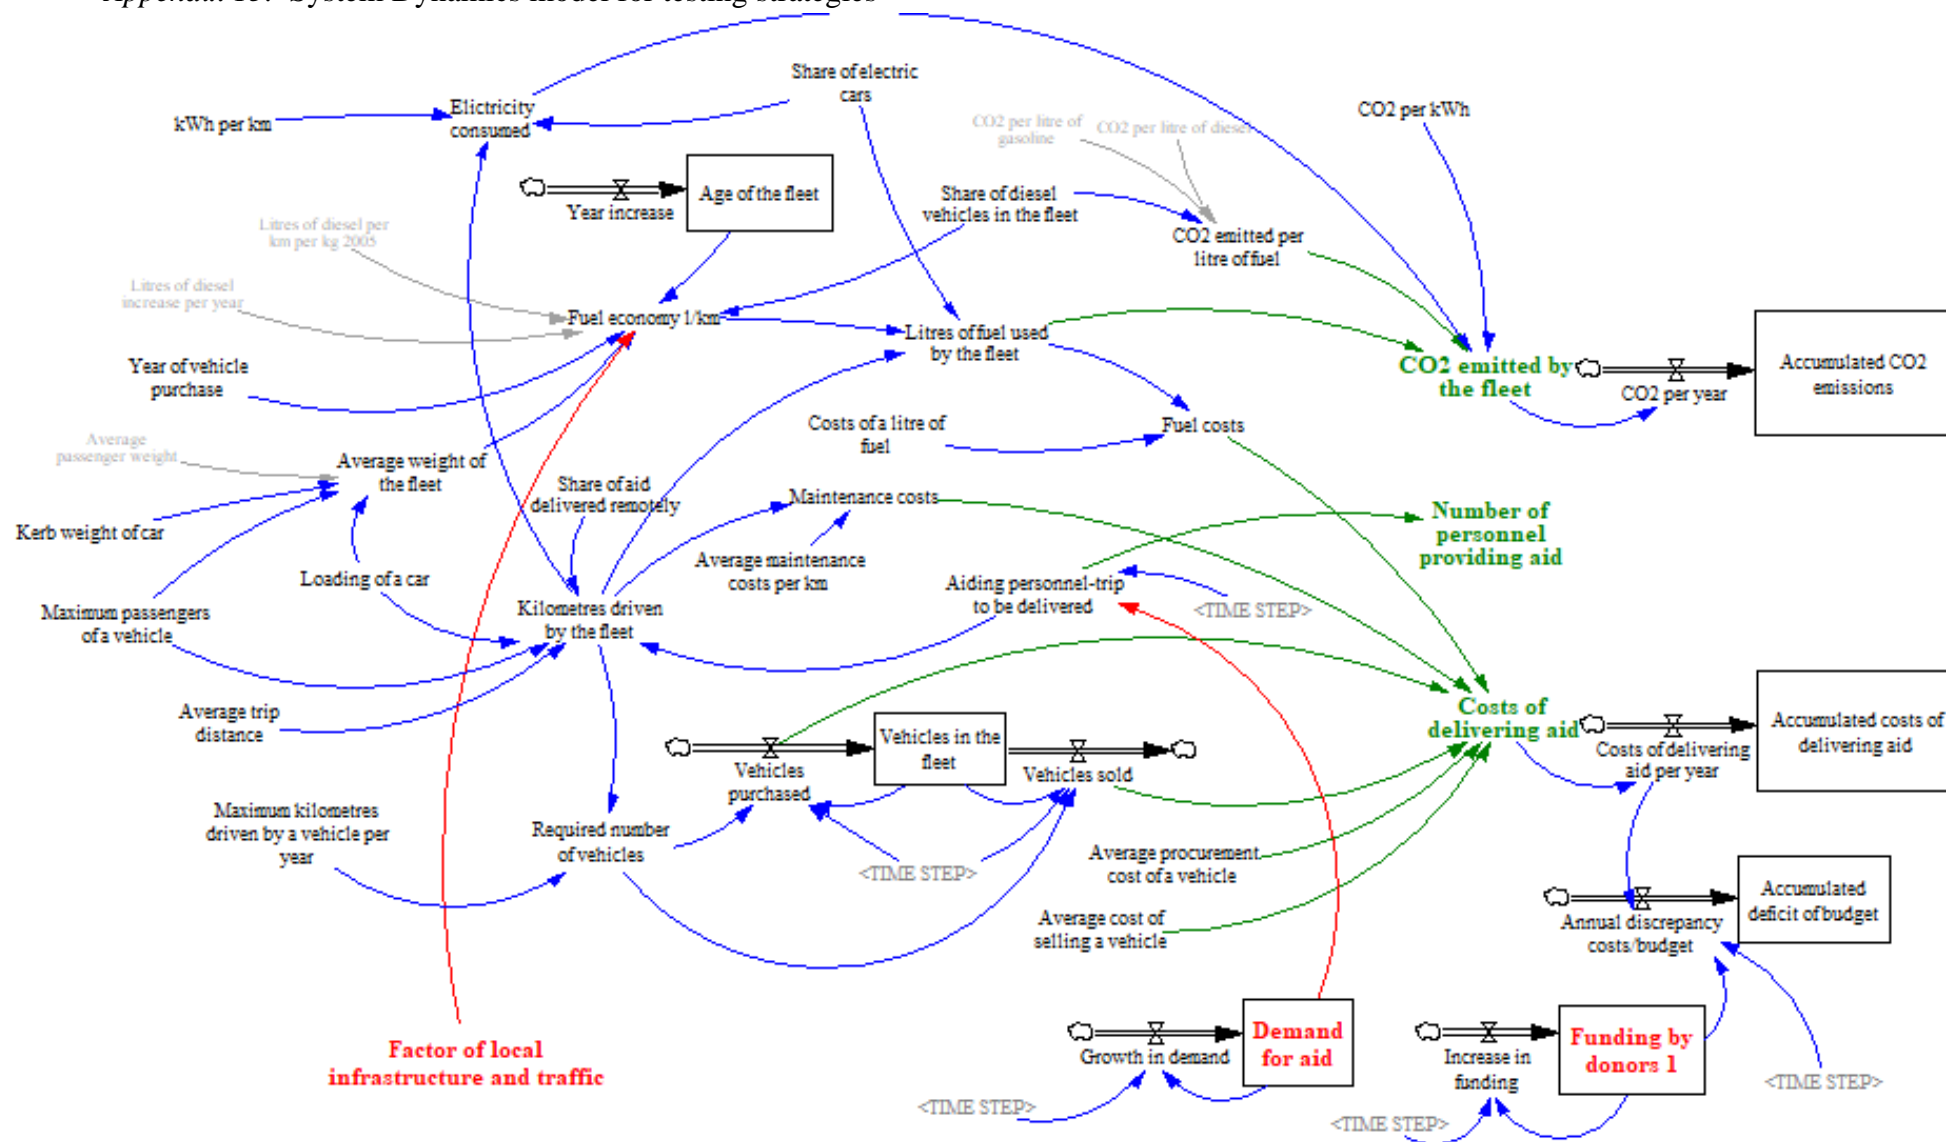 System Dynamics model for testing strategies
Share of electric
cars
kWh per km
Elictricity
consumed
CO2 per litre of
gasoline
CO2 per litre of diesel
CO2 per kWh
Age of the fleet
Year increase
Share of diesel
vehicles in the fleet
Litres of diesel per
km per kg 2005
CO2 emitted per
litre of fuel
Litres of diesel
increase per year
Fuel economy l/km
Litres of fuel used
by the fleet
Year of vehicle
purchase
CO2 emitted by
the fleet
CO2 per year
Accumulated CO2
emissions
Costs of a litre of
fuel
Fuel costs
Average
passenger weight
Average weight of
the fleet
Share of aid
delivered remotely
Maintenance costs
Number of
personnel
providing aid
Kerb weight of car
Average maintenance
costs per km
Loading of a car
Aiding personnel-trip
to be delivered
<TIME STEP>
Maximum passengers
of a vehicle
Kilometres driven
by the fleet
Average trip
distance
Costs of
delivering aid
Costs of delivering
aid per year
Accumulated costs of
delivering aid
Vehicles
purchased
Vehicles in the
fleet
Vehicles sold
Maximum kilometres
driven by a vehicle per
year
Required number
of vehicles
<TIME STEP>
Average procurement
cost of a vehicle
Average cost of
selling a vehicle
Annual discrepancy
costs/budget
Accumulated
deficit of budget
Factor of local
infrastructure and traffic
Growth in demand
Demand
for aid
Increase in
funding
Funding by
donors 1
<TIME STEP>
<TIME STEP>
<TIME STEP>